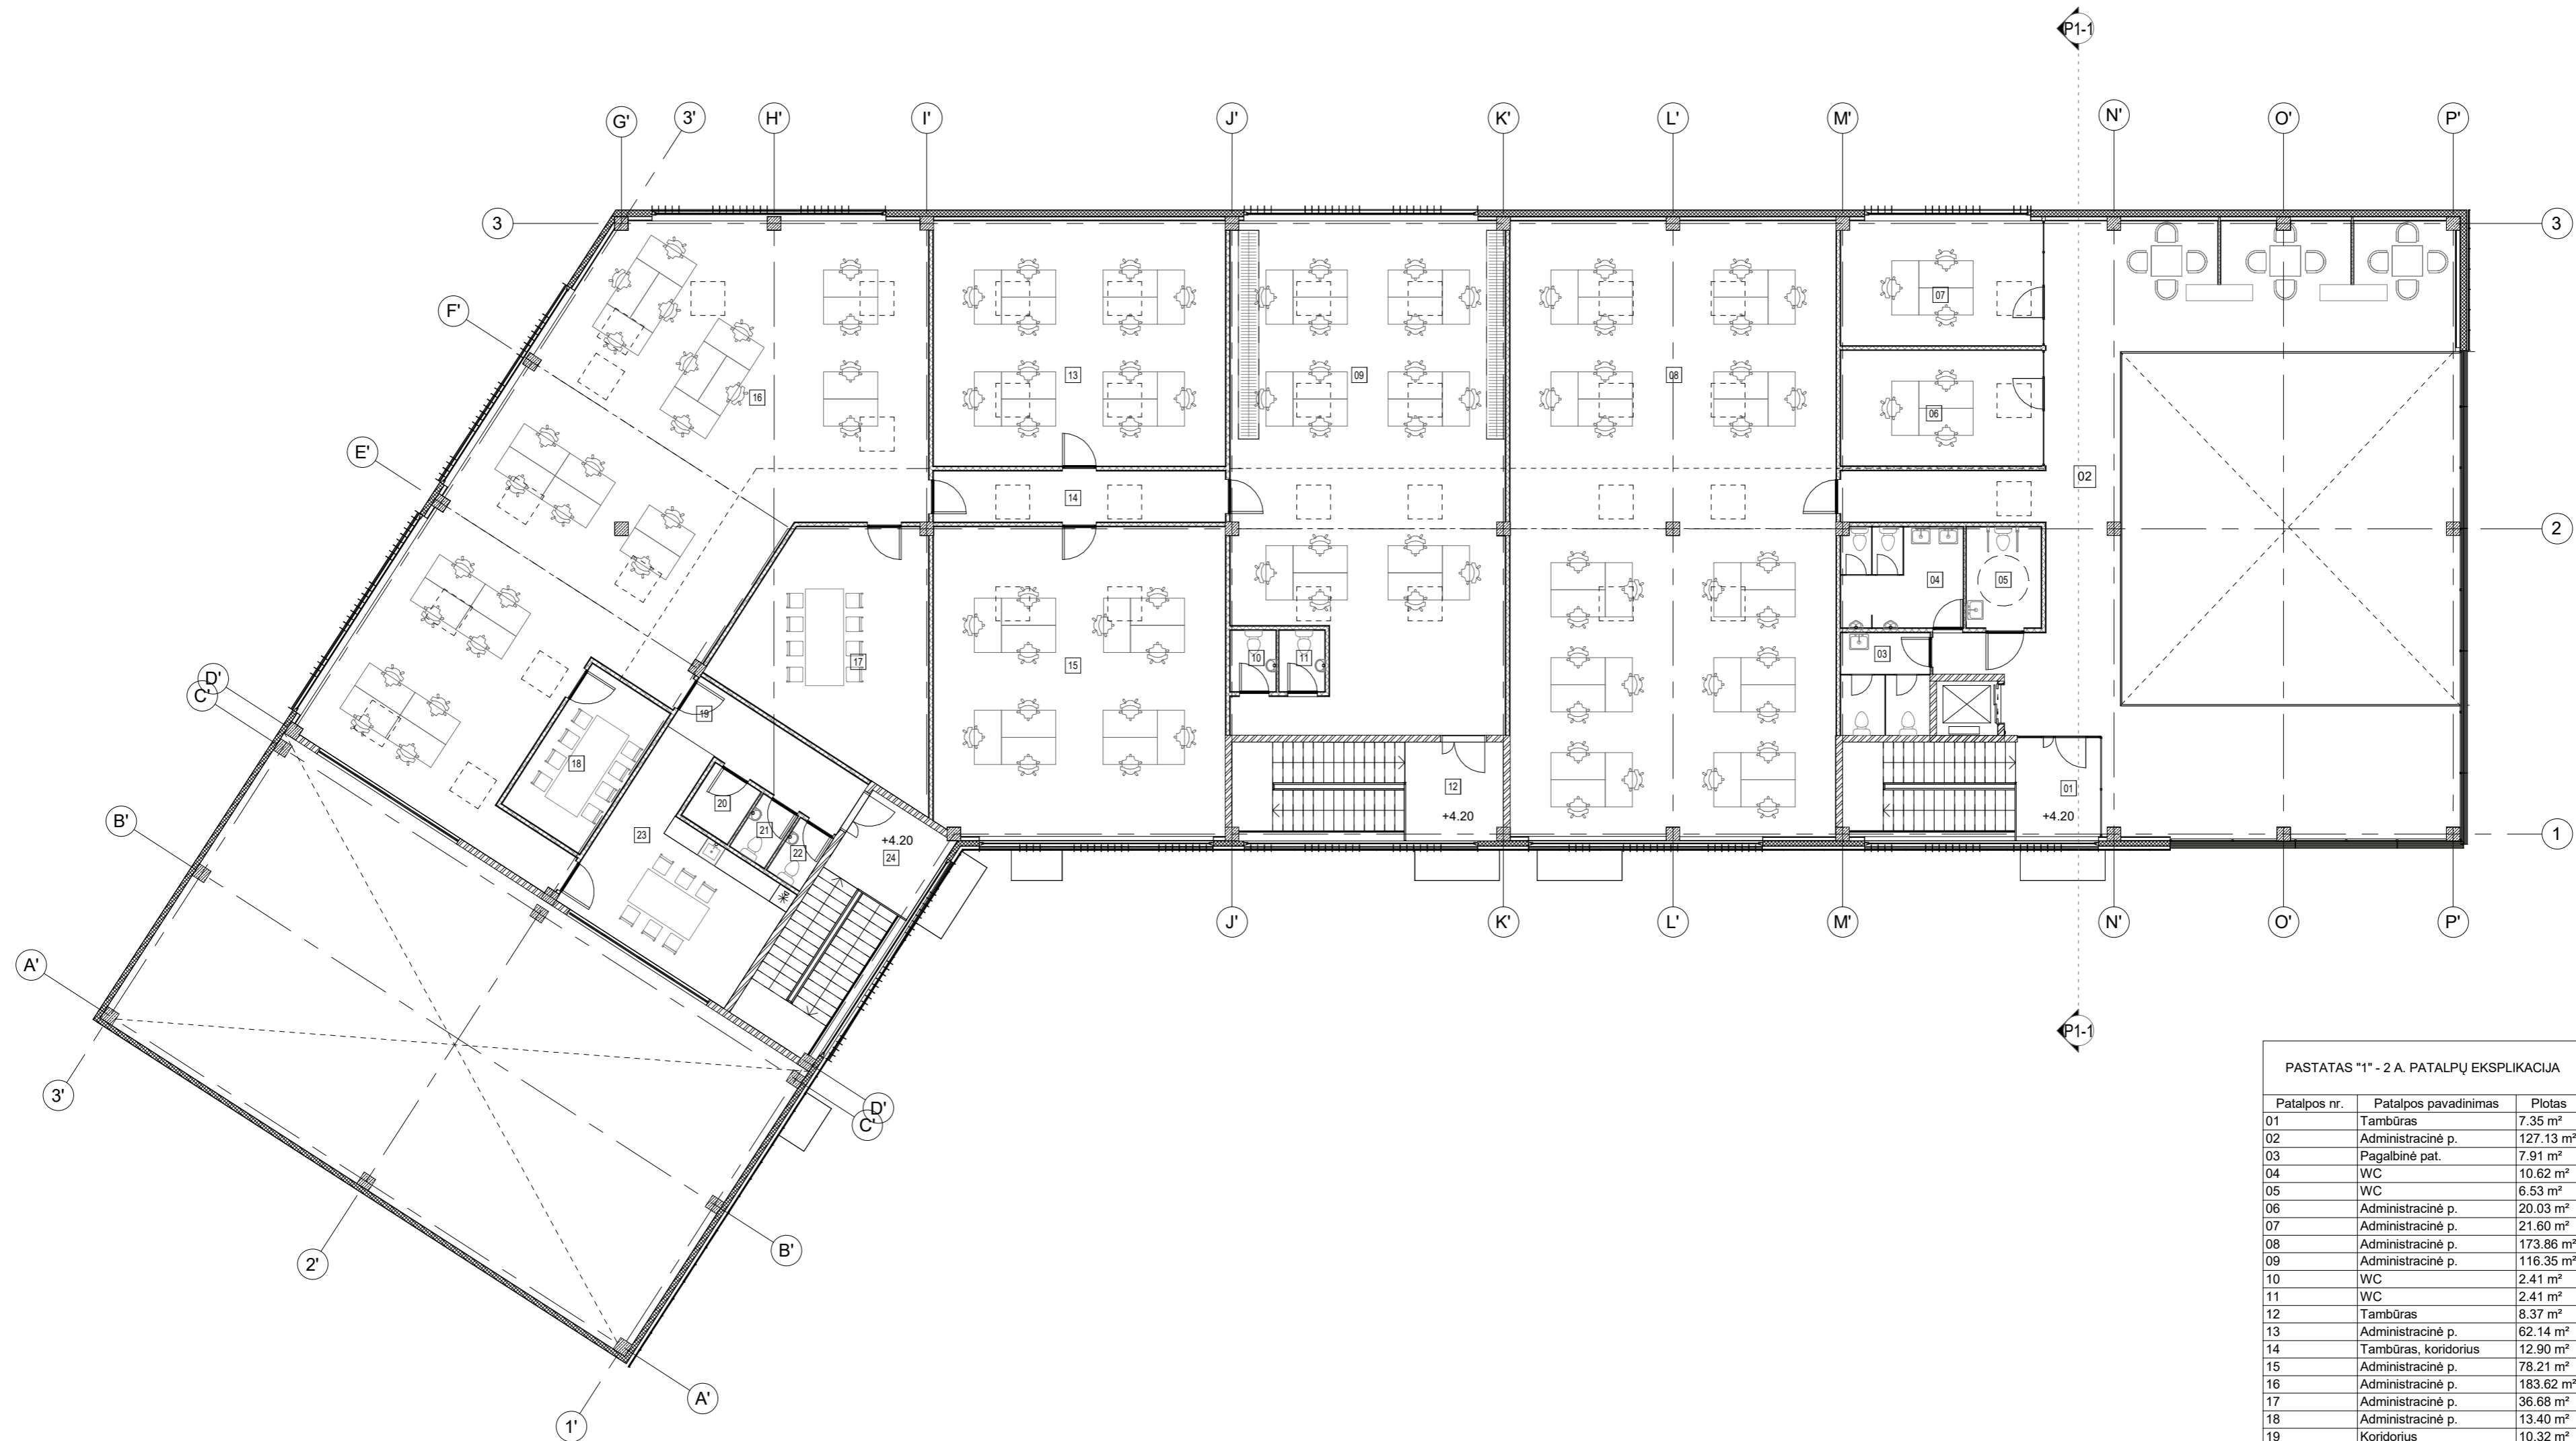 P1-1
G' 3' H' I' J' K' L' M' N' O' P'
3 3
F'
07
13 09 08
16
06
E'
02
14
2
04 05
10 11 03
17
15
D'
C'
19
18
12 01
20
+4.20 +4.20
B'
23 21
22
+4.20
24
1
J' K' L' M' N' O' P'
A'
P1-1
3'
D'
C'
B'
2'
A'
1'
PASTATAS "1" - 2 A. PATALPŲ EKSPLIKACIJA
Patalpos nr. Patalpos pavadinimas Plotas
01 Tambūras 7.35 m²
02 Administracinė p. 127.13 m²
03 Pagalbinė pat. 7.91 m²
04 WC 10.62 m²
05 WC 6.53 m²
06 Administracinė p. 20.03 m²
07 Administracinė p. 21.60 m²
08 Administracinė p. 173.86 m²
09 Administracinė p. 116.35 m²
10 WC 2.41 m²
11 WC 2.41 m²
12 Tambūras 8.37 m²
13 Administracinė p. 62.14 m²
14 Tambūras, koridorius 12.90 m²
15 Administracinė p. 78.21 m²
16 Administracinė p. 183.62 m²
17 Administracinė p. 36.68 m²
18 Administracinė p. 13.40 m²
19 Koridorius 10.32 m²